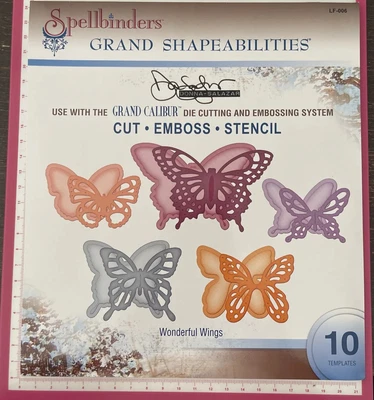 Spellbinders®
LF-006
GRAND SHAPEABILITIES®
DONNA SALAZAR
USE WITH THE GRAND CALIBUR™ DIE CUTTING AND EMBOSSING SYSTEM
CUT • EMBOSS • STENCIL
Wonderful Wings
10
TEMPLATES